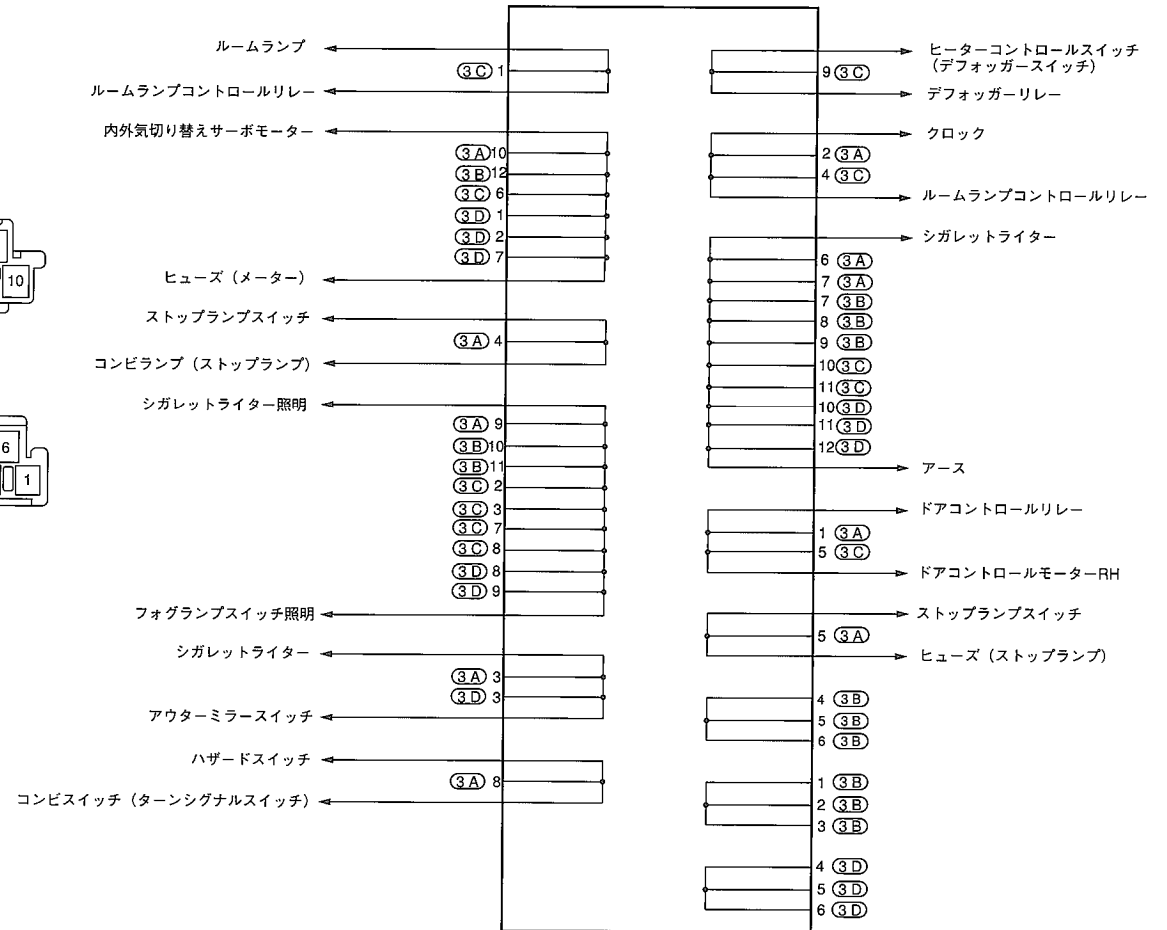 ルームランプ
3C 1
ルームランプコントロールリレー
内外気切り替えサーボモーター
3A 10
3B 12
3C 6
3D 1
3D 2
3D 7
ヒューズ（メーター）
ストップランプスイッチ
3A 4
コンビランプ（ストップランプ）
シガレットライター照明
3A 9
3B 10
3B 11
3C 2
3C 3
3C 7
3C 8
3D 8
3D 9
フォグランプスイッチ照明
シガレットライター
3A 3
3D 3
アウターミラースイッチ
ハザードスイッチ
3A 8
コンビスイッチ（ターンシグナルスイッチ）
10
6
1
ヒーターコントロールスイッチ
（デフォッガースイッチ）
9 3C
デフォッガーリレー
クロック
2 3A
4 3C
ルームランプコントロールリレー
シガレットライター
6 3A
7 3A
7 3B
8 3B
9 3B
10 3C
11 3C
10 3D
11 3D
12 3D
アース
ドアコントロールリレー
1 3A
5 3C
ドアコントロールモーターRH
ストップランプスイッチ
5 3A
ヒューズ（ストップランプ）
4 3B
5 3B
6 3B
1 3B
2 3B
3 3B
4 3D
5 3D
6 3D